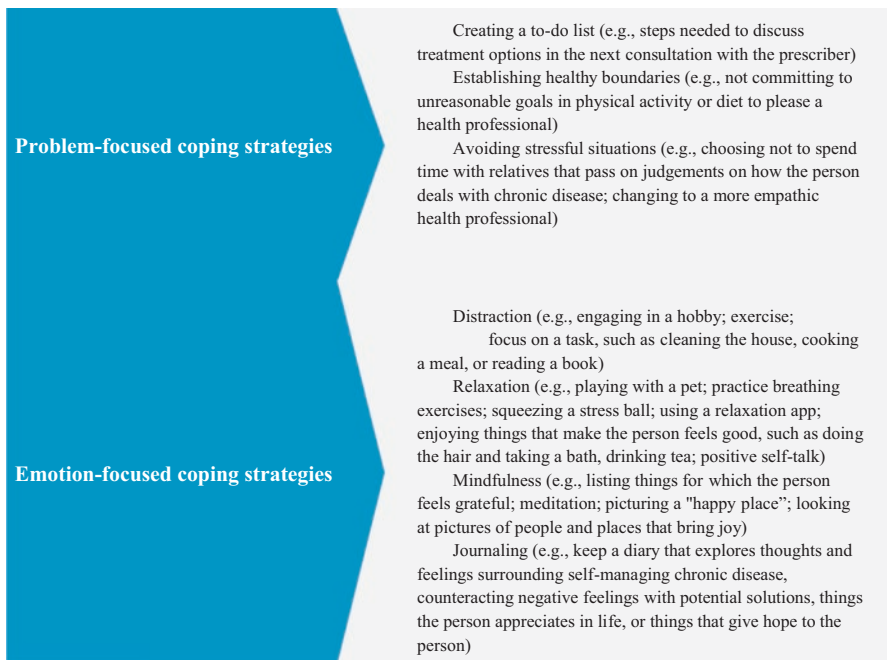 Problem-focused coping strategies
Creating a to-do list (e.g., steps needed to discuss
treatment options in the next consultation with the prescriber)
Establishing healthy boundaries (e.g., not committing to
unreasonable goals in physical activity or diet to please a
health professional)
Avoiding stressful situations (e.g., choosing not to spend
time with relatives that pass on judgements on how the person
deals with chronic disease; changing to a more empathic
health professional)
Emotion-focused coping strategies
Distraction (e.g., engaging in a hobby; exercise;
focus on a task, such as cleaning the house, cooking
a meal, or reading a book)
Relaxation (e.g., playing with a pet; practice breathing
exercises; squeezing a stress ball; using a relaxation app;
enjoying things that make the person feels good, such as doing
the hair and taking a bath, drinking tea; positive self-talk)
Mindfulness (e.g., listing things for which the person
feels grateful; meditation; picturing a "happy place”; looking
at pictures of people and places that bring joy)
Journaling (e.g., keep a diary that explores thoughts and
feelings surrounding self-managing chronic disease,
counteracting negative feelings with potential solutions, things
the person appreciates in life, or things that give hope to the
person)